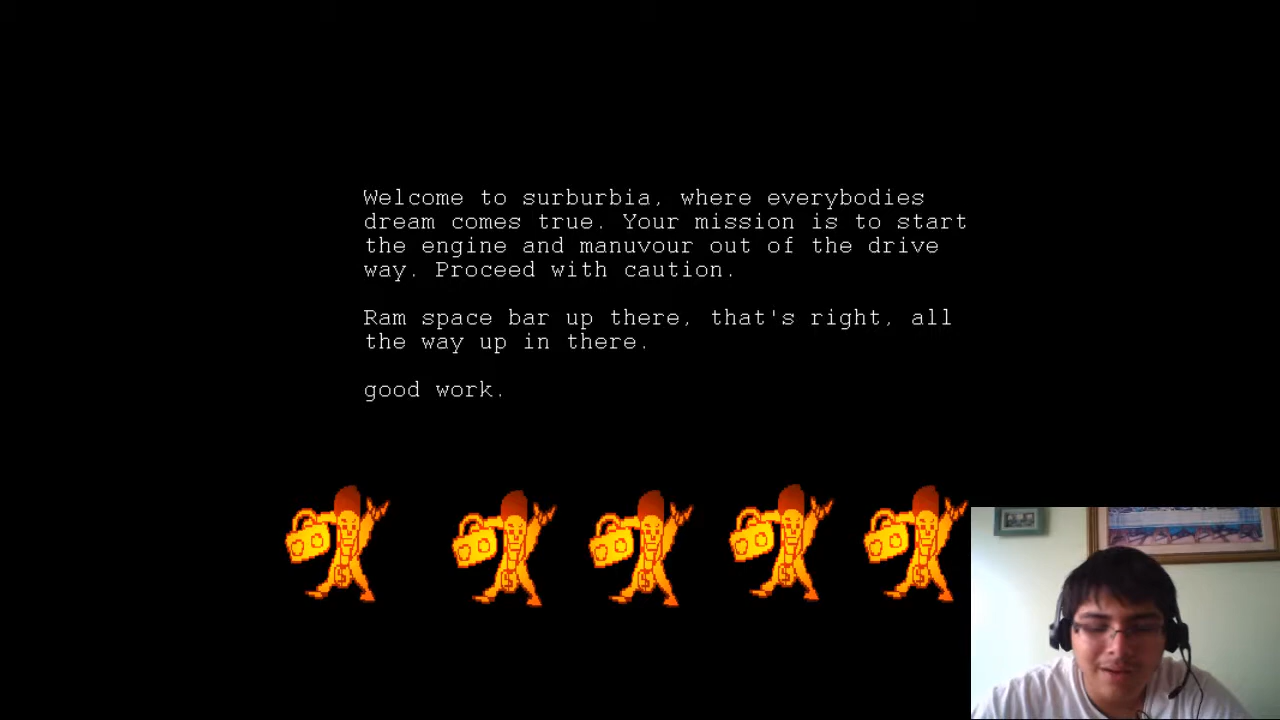 Welcome to surburbia, where everybodies
dream comes true. Your mission is to start
the engine and manuvour out of the drive
way. Proceed with caution.
Ram space bar up there, that's right, all
the way up in there.
good work.